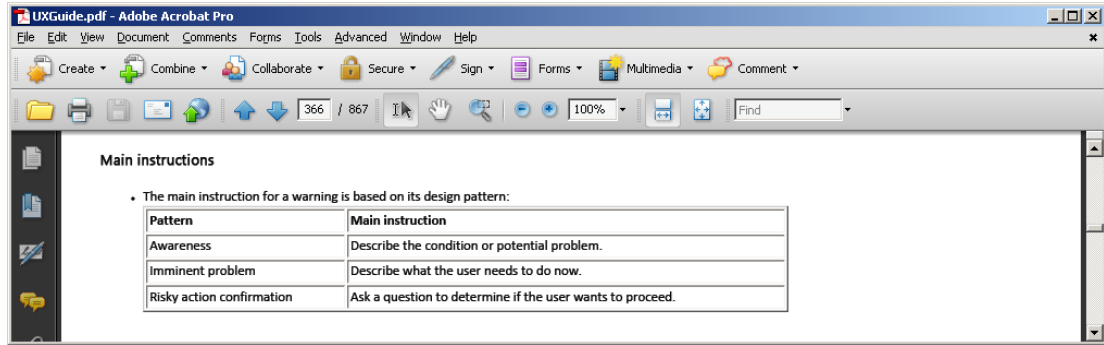 UXGuide.pdf - Adobe Acrobat Pro
File Edit View Document Comments Forms Tools Advanced Window Help
Create Combine Collaborate Secure Sign Forms Multimedia Comment
366 / 867 100% Find
Main instructions
• The main instruction for a warning is based on its design pattern:
Pattern Main instruction
Awareness Describe the condition or potential problem.
Imminent problem Describe what the user needs to do now.
Risky action confirmation Ask a question to determine if the user wants to proceed.